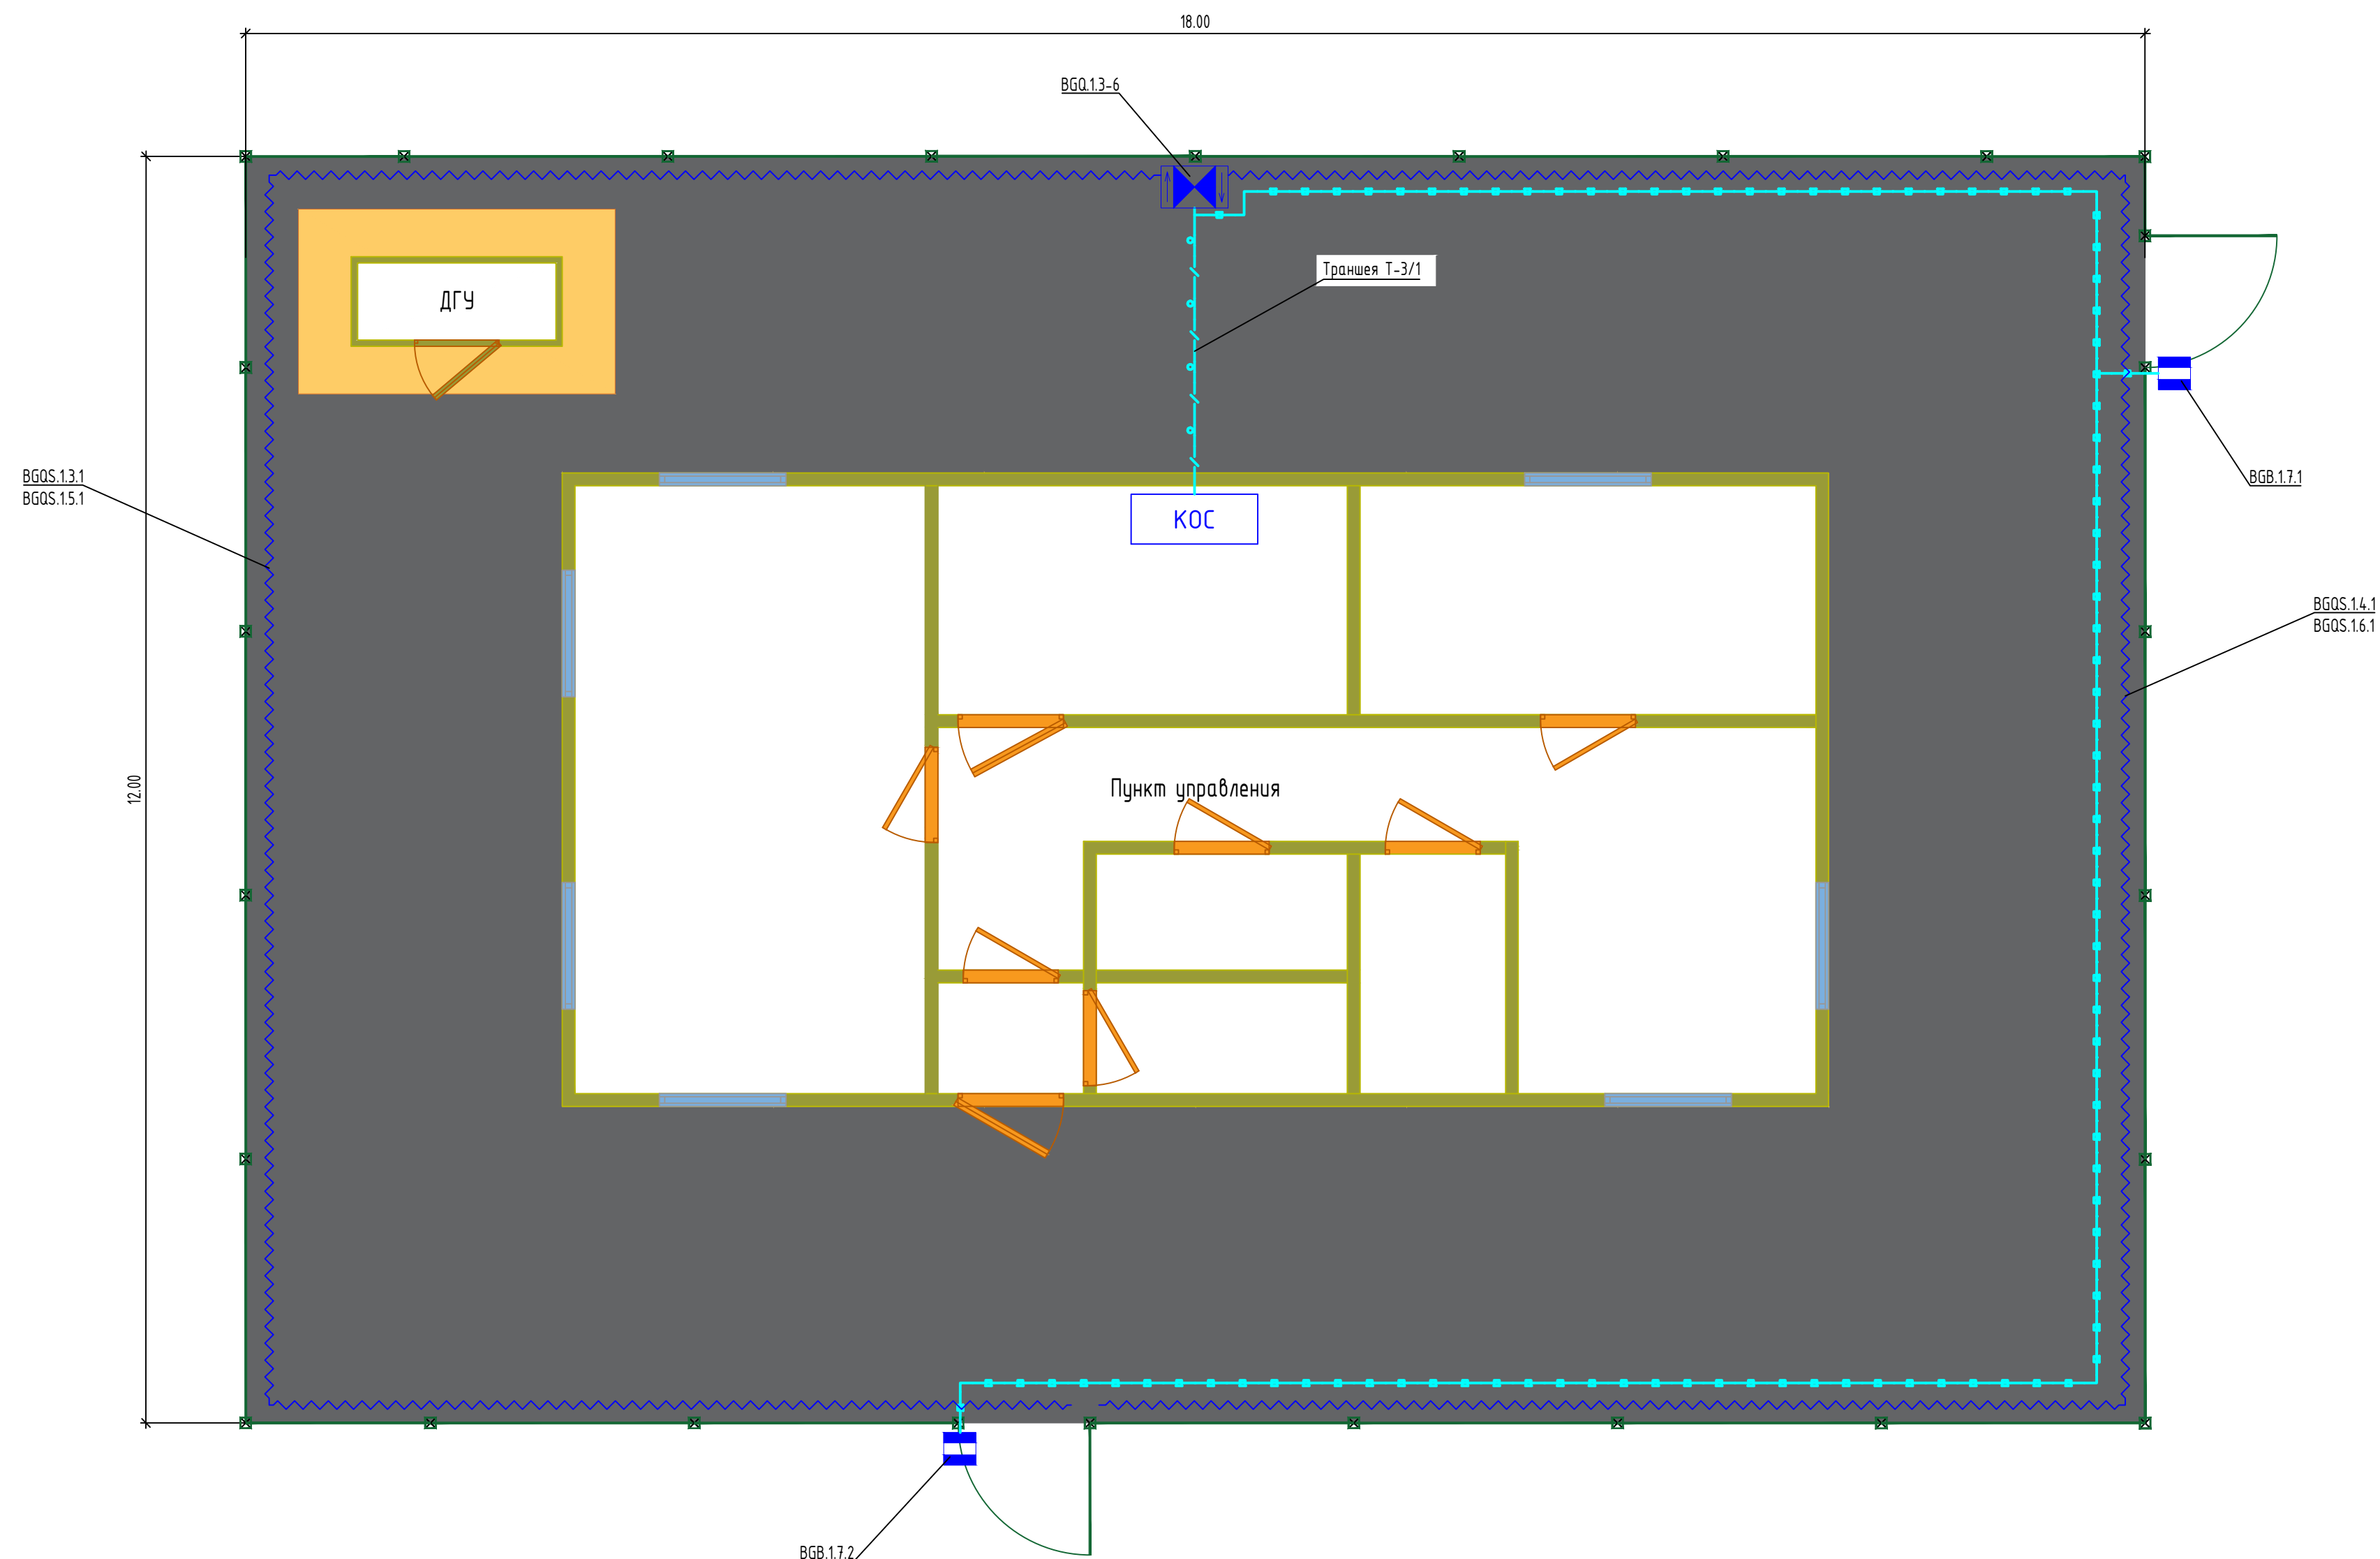 18.00
BGQ.1.3-6
Траншея Т-3/1
ДГУ
BGQS.1.3.1
BGQS.1.5.1
BGB.1.7.1
КОС
BGQS.1.4.1
BGQS.1.6.1
12.00
Пункт управления
BGB.1.7.2